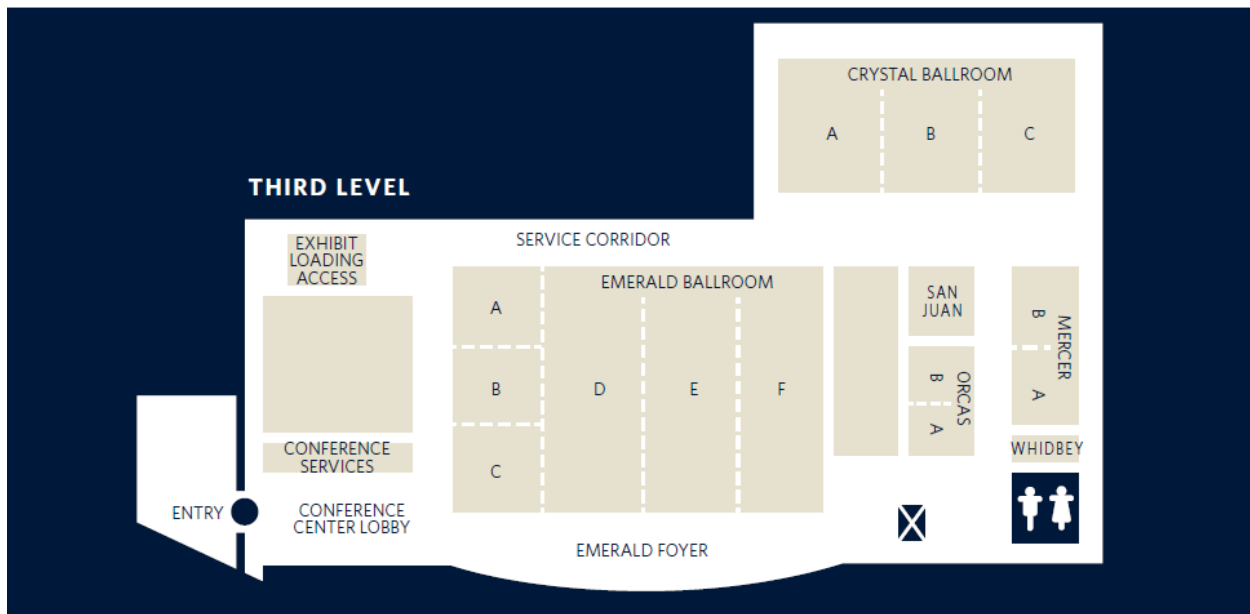 CRYSTAL BALLROOM
A
B
C
THIRD LEVEL
EXHIBIT
LOADING
ACCESS
SERVICE CORRIDOR
EMERALD BALLROOM
A
B
C
D
E
F
SAN
JUAN
ORCAS
B
A
MERCER
B
A
WHIDBEY
CONFERENCE
SERVICES
ENTRY
CONFERENCE
CENTER LOBBY
EMERALD FOYER